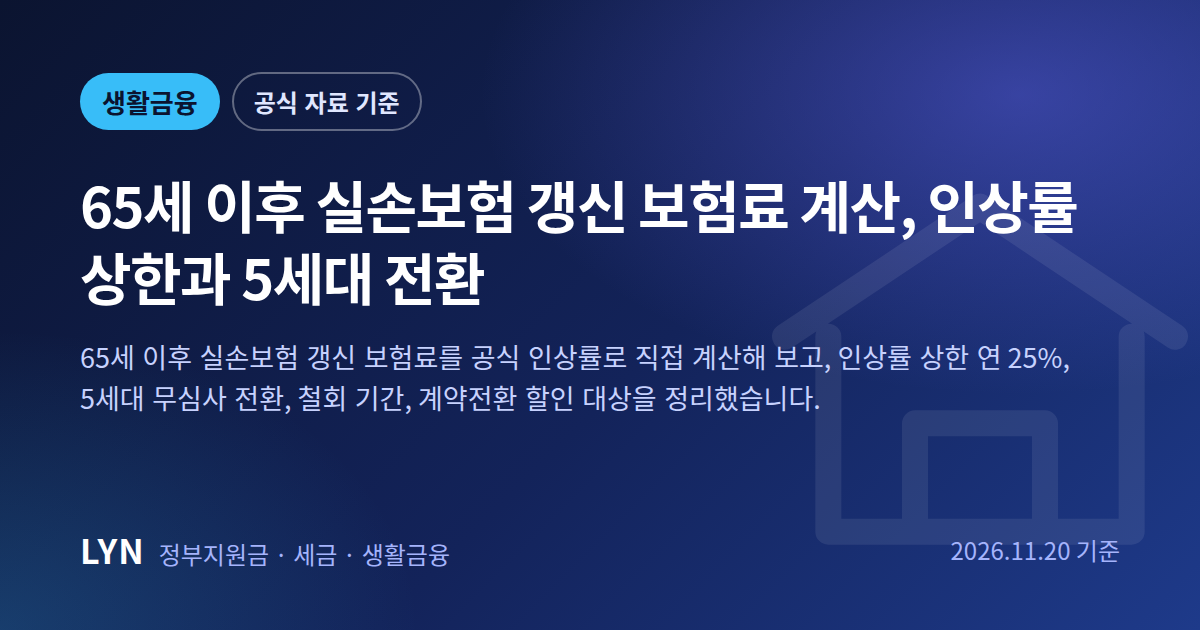 생활금융
공식 자료 기준
65세 이후 실손보험 갱신 보험료 계산, 인상률
상한과 5세대 전환
65세 이후 실손보험 갱신 보험료를 공식 인상률로 직접 계산해 보고, 인상률 상한 연 25%,
5세대 무심사 전환, 철회 기간, 계약전환 할인 대상을 정리했습니다.
LYN 정부지원금 · 세금 · 생활금융
2026.11.20 기준